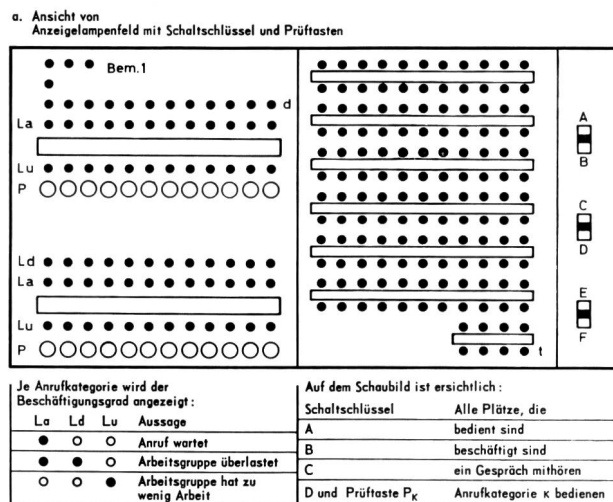 a. Ansicht von
Anzeigelampenfeld mit Schaltschlüssel und Prüftasten
Bem.1
d
La
Lu
P
Ld
La
Lu
P
A
B
C
D
E
F
t
Je Anrufkategorie wird der
Beschäftigungsgrad angezeigt :
La Ld Lu Aussage
Anruf wartet
Arbeitsgruppe überlastet
Arbeitsgruppe hat zu
wenig Arbeit
Auf dem Schaubild ist ersichtlich :
Schaltschlüssel Alle Plätze, die
A bedient sind
B beschäftigt sind
C ein Gespräch mithören
D und Prüftaste PK Anrufkategorie K bedienen